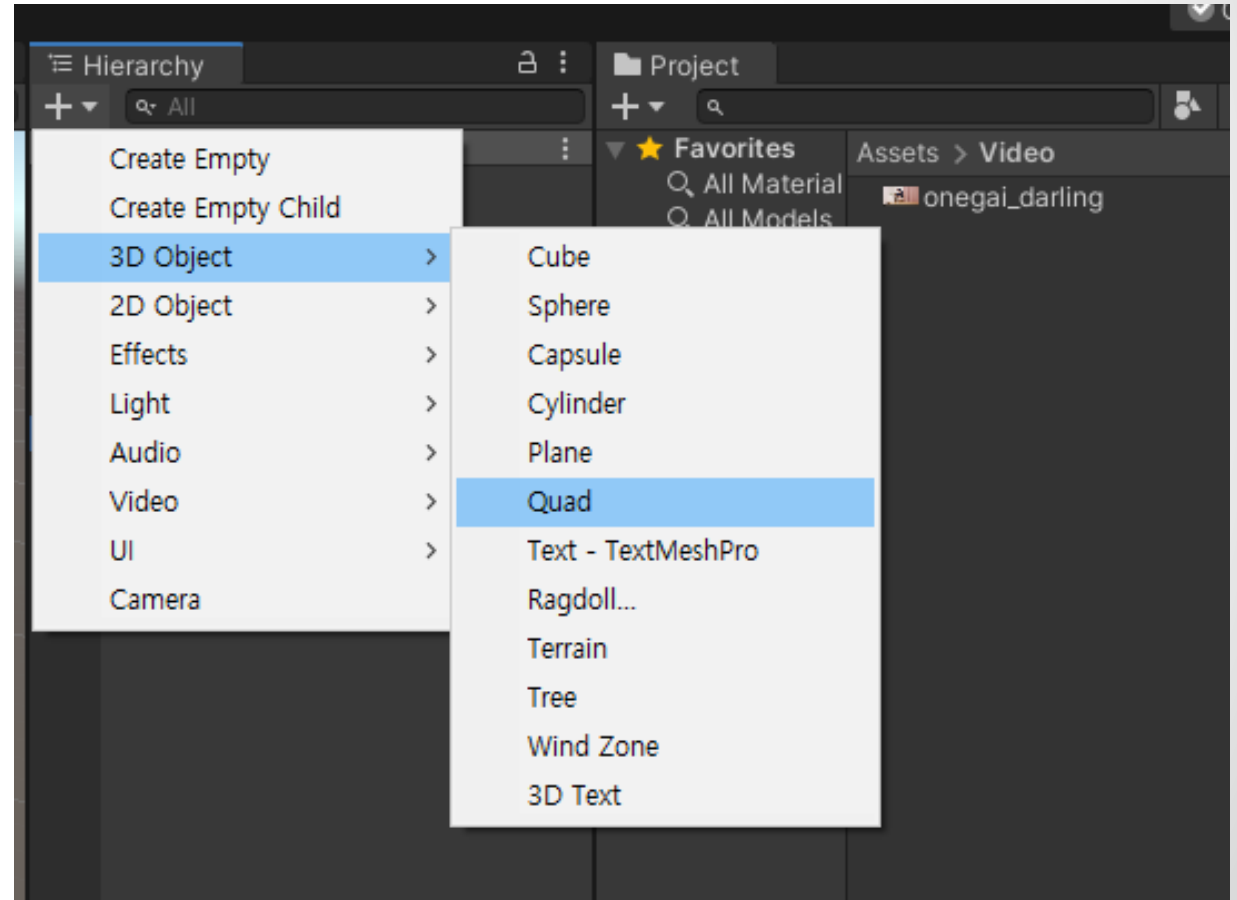 Hierarchy
All
Create Empty
Create Empty Child
3D Object
2D Object
Effects
Light
Audio
Video
UI
Camera
Cube
Sphere
Capsule
Cylinder
Plane
Quad
Text - TextMeshPro
Ragdoll...
Terrain
Tree
Wind Zone
3D Text
Project
Favorites
All Material
All Models
Assets > Video
onegai_darling